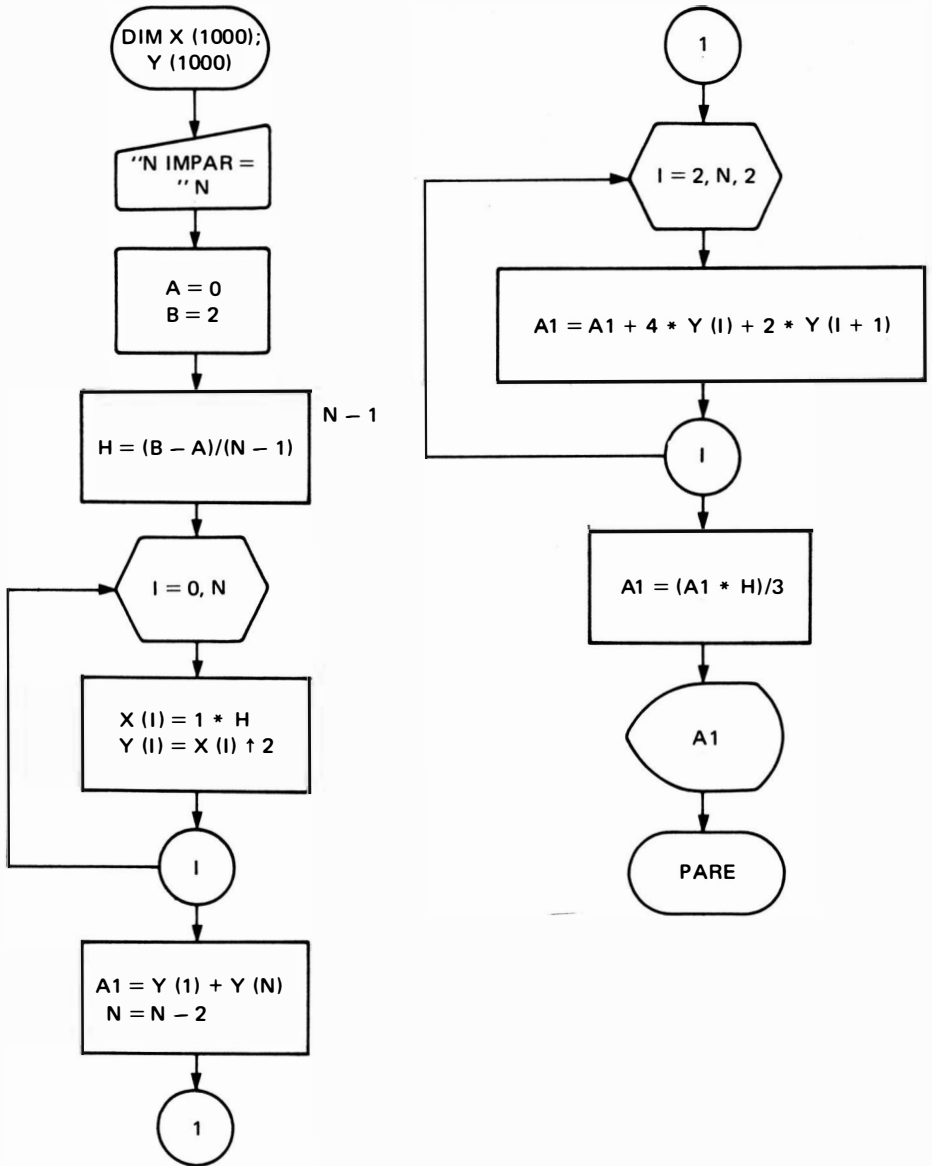 DIM X (1000);
Y (1000)
"N IMPAR =
" N
A = 0
B = 2
H = (B – A)/(N – 1)
N – 1
I = 0, N
X (I) = 1 * H
Y (I) = X (I) ↑ 2
I
A1 = Y (1) + Y (N)
N = N – 2
1
1
I = 2, N, 2
A1 = A1 + 4 * Y (I) + 2 * Y (I + 1)
I
A1 = (A1 * H)/3
A1
PARE